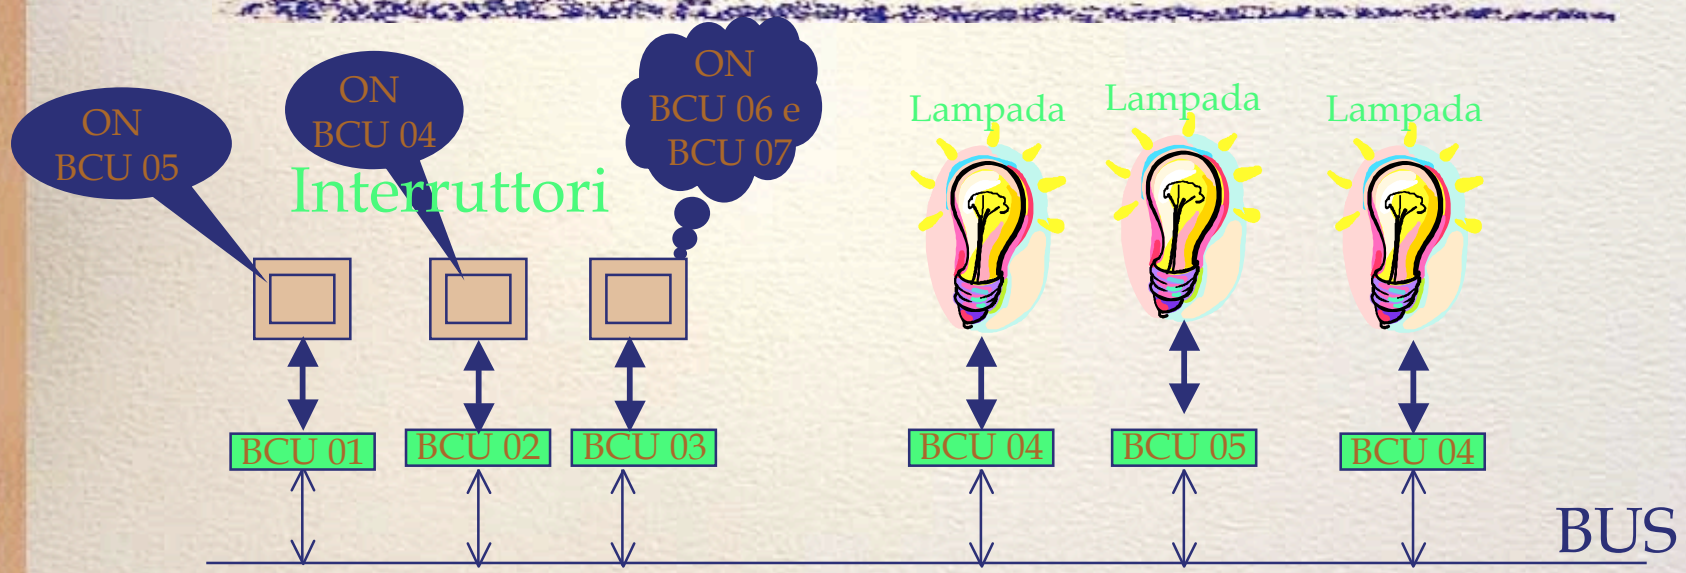 ON
BCU 05
ON
BCU 04
ON
BCU 06 e
BCU 07
Interruttori
Lampada
Lampada
Lampada
BCU 01
BCU 02
BCU 03
BCU 04
BCU 05
BCU 04
BUS